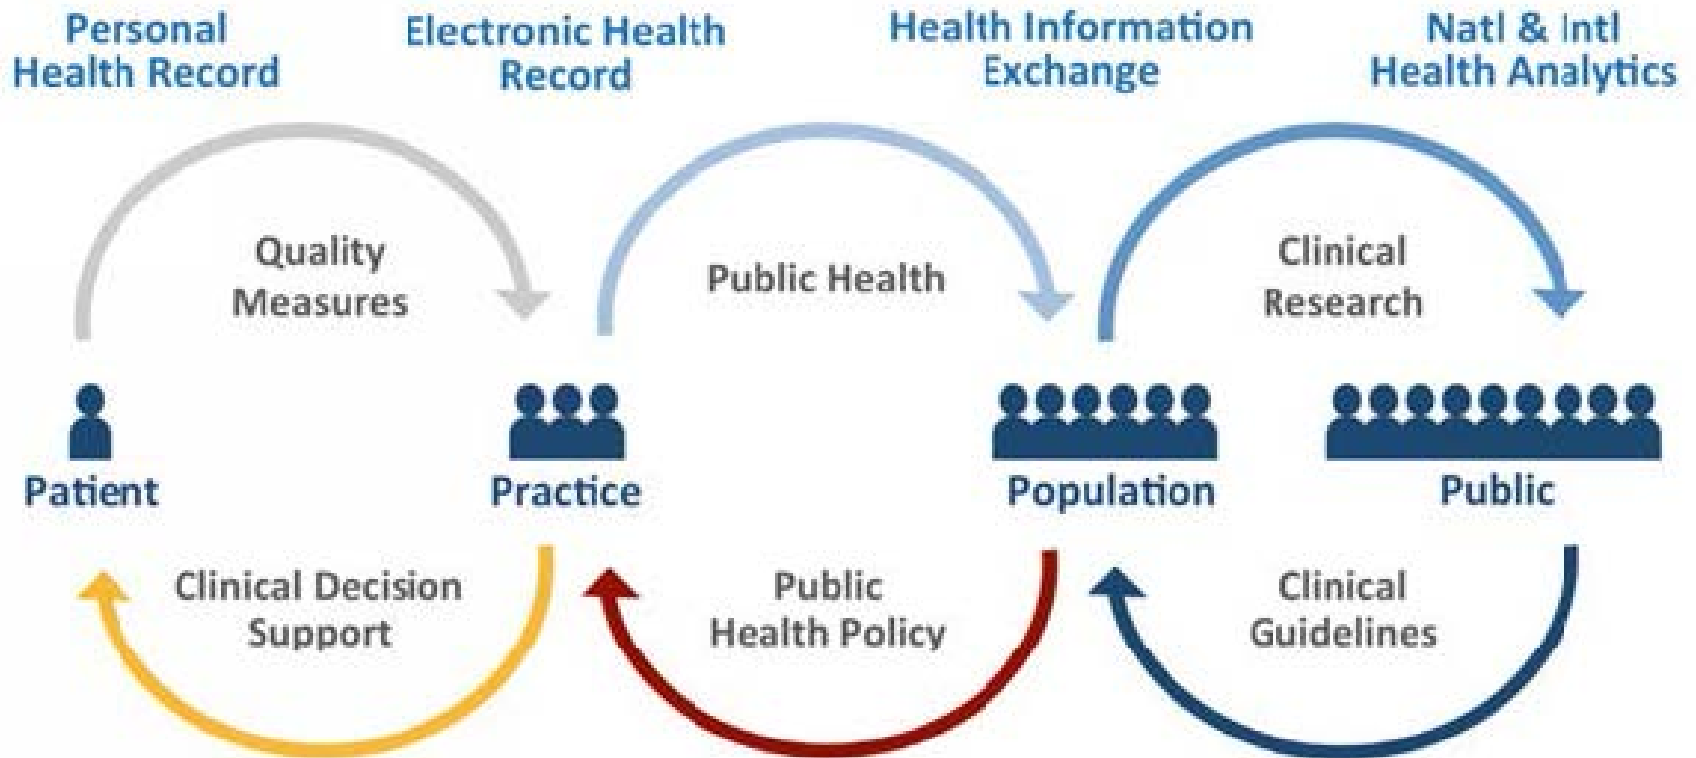 Personal
Health Record
Electronic Health
Record
Health Information
Exchange
Natl & Intl
Health Analytics
Quality
Measures
Public Health
Clinical
Research
Patient
Practice
Population
Public
Clinical Decision
Support
Public
Health Policy
Clinical
Guidelines